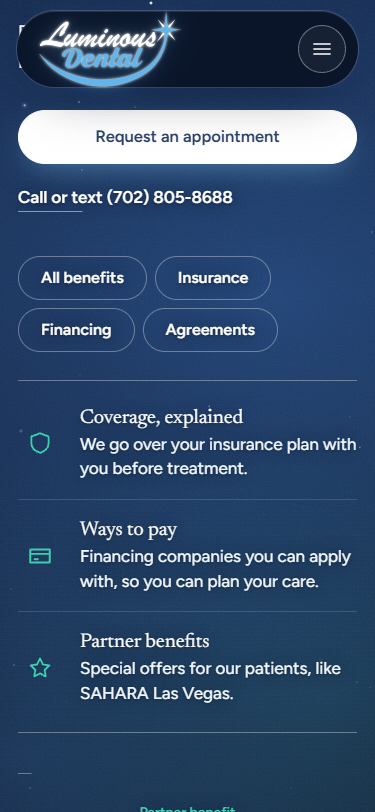 Luminous
Dental
Request an appointment
Call or text (702) 805-8688
All benefits
Insurance
Financing
Agreements
Coverage, explained
We go over your insurance plan with
you before treatment.
Ways to pay
Financing companies you can apply
with, so you can plan your care.
Partner benefits
Special offers for our patients, like
SAHARA Las Vegas.
Partner benefit